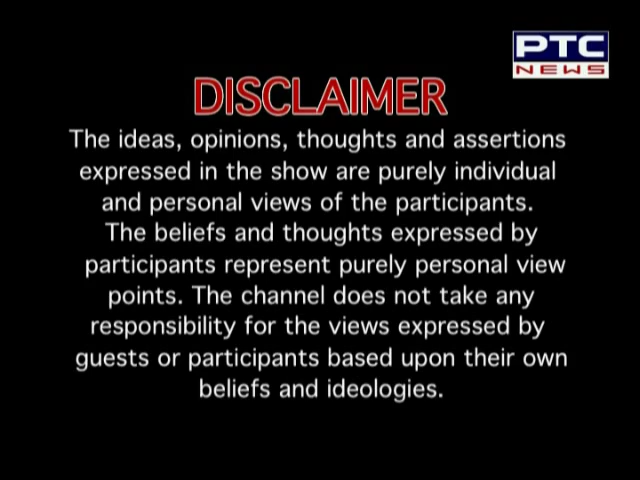 PTC
NEWS
DISCLAIMER
The ideas, opinions, thoughts and assertions
expressed in the show are purely individual
and personal views of the participants.
The beliefs and thoughts expressed by
participants represent purely personal view
points. The channel does not take any
responsibility for the views expressed by
guests or participants based upon their own
beliefs and ideologies.